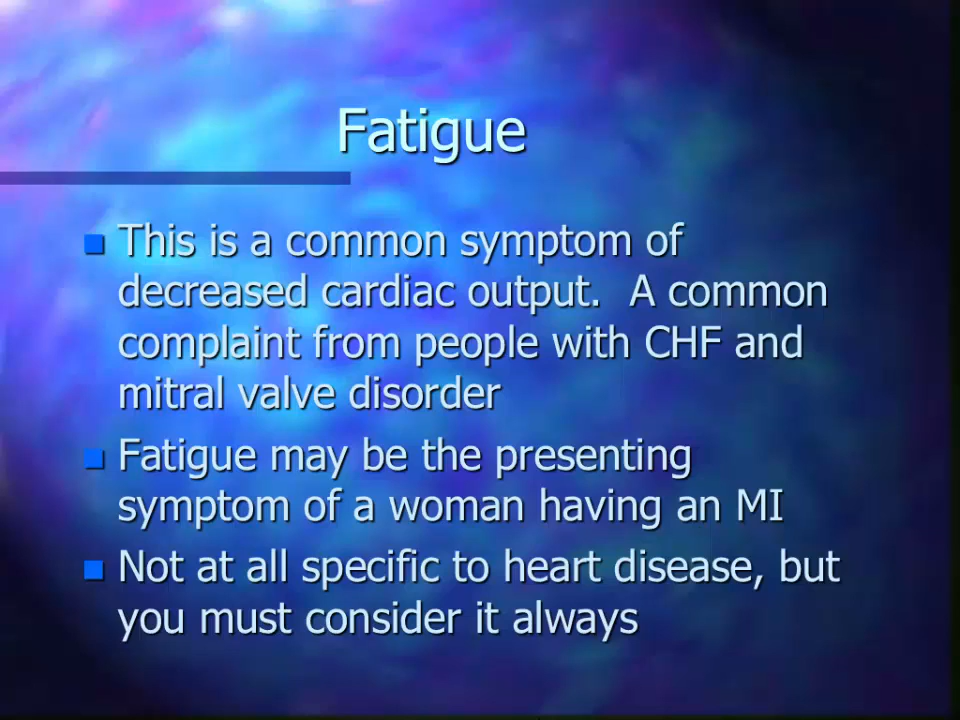 Fatigue
This is a common symptom of
decreased cardiac output.  A common
complaint from people with CHF and
mitral valve disorder
Fatigue may be the presenting
symptom of a woman having an MI
Not at all specific to heart disease, but
you must consider it always